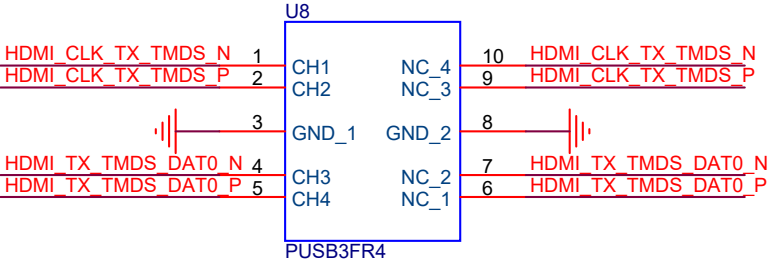 U8
HDMI_CLK_TX_TMDS_N 1 CH1 NC_4 10 HDMI_CLK_TX_TMDS_N
HDMI_CLK_TX_TMDS_P 2 CH2 NC_3 9 HDMI_CLK_TX_TMDS_P
3 GND_1 GND_2 8
HDMI_TX_TMDS_DAT0_N 4 CH3 NC_2 7 HDMI_TX_TMDS_DAT0_N
HDMI_TX_TMDS_DAT0_P 5 CH4 NC_1 6 HDMI_TX_TMDS_DAT0_P
PUSB3FR4